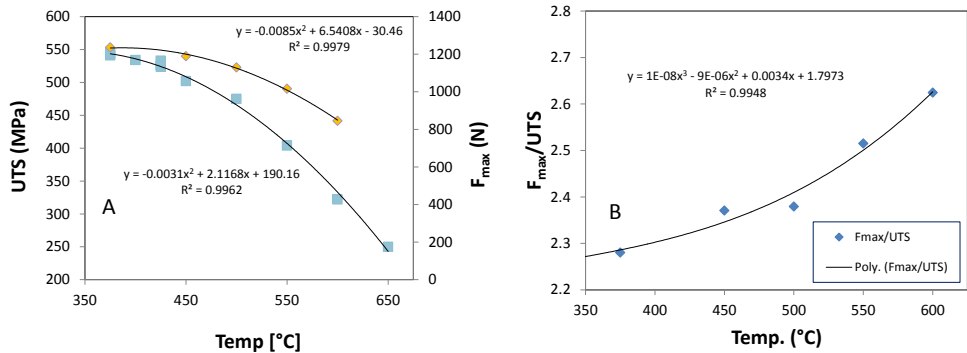 600
550
500
450
400
350
300
250
200
UTS (MPa)
y = -0.0085x² + 6.5408x - 30.46
R² = 0.9979
y = -0.0031x² + 2.1168x + 190.16
R² = 0.9962
A
1400
1200
1000
800
600
400
200
0
Fmax (N)
350 450 550 650
Temp [°C]
2.8
2.7
2.6
2.5
2.4
2.3
2.2
Fmax/UTS
y = 1E-08x³ - 9E-06x² + 0.0034x + 1.7973
R² = 0.9948
B
Fmax/UTS
Poly. (Fmax/UTS)
350 400 450 500 550 600
Temp. (°C)